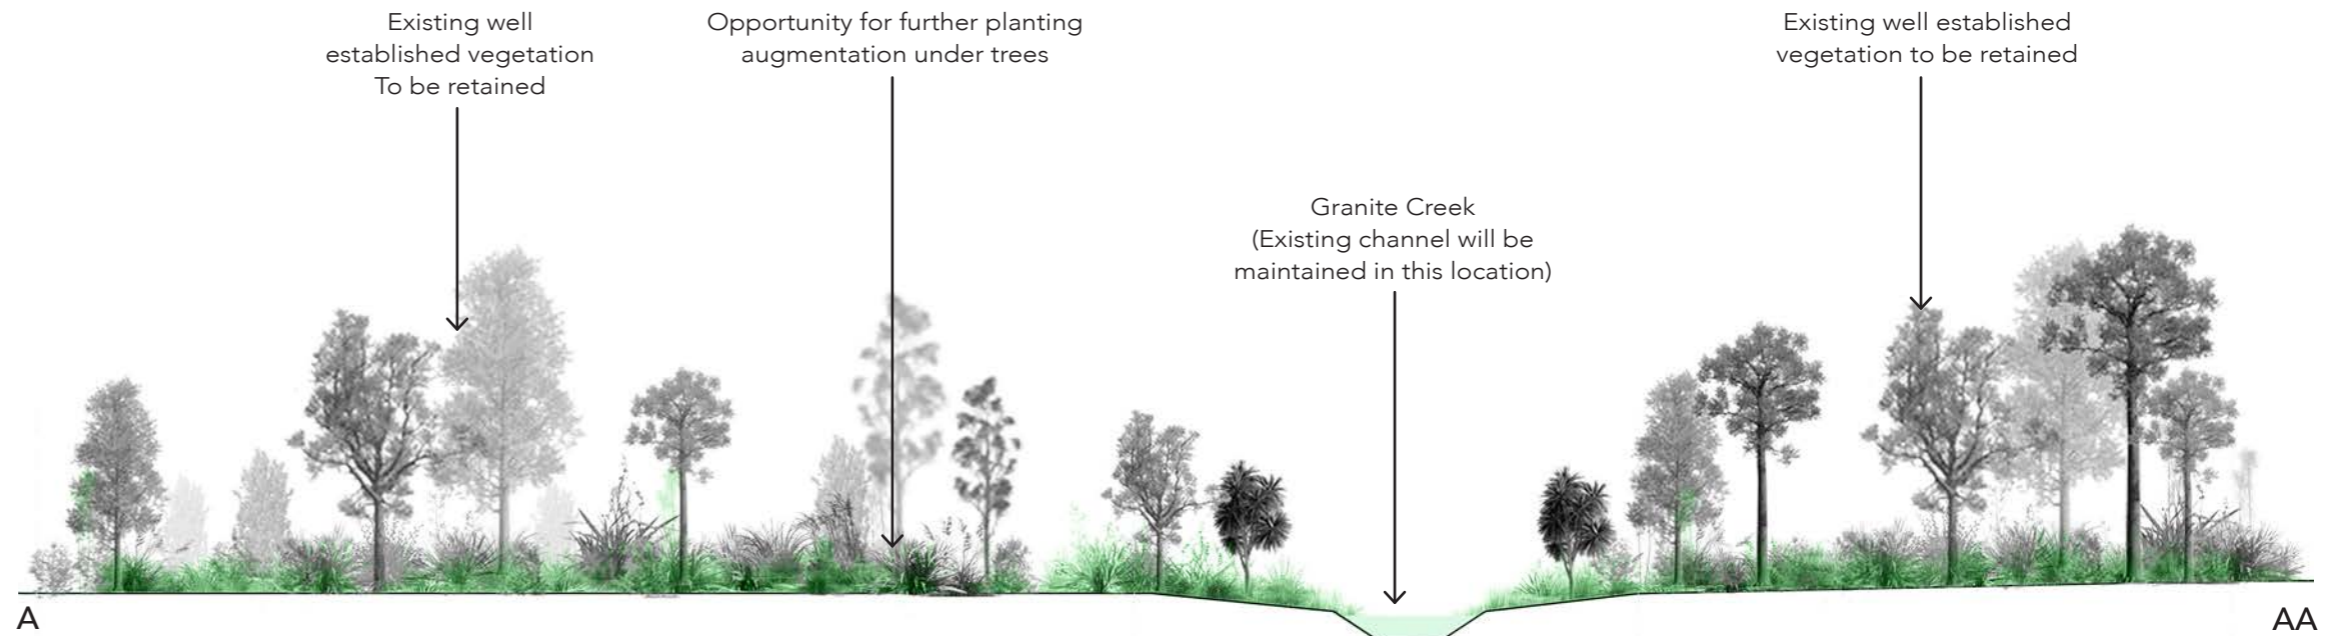 Existing well
established vegetation
To be retained
Opportunity for further planting
augmentation under trees
Existing well established
vegetation to be retained
Granite Creek
(Existing channel will be
maintained in this location)
A
AA